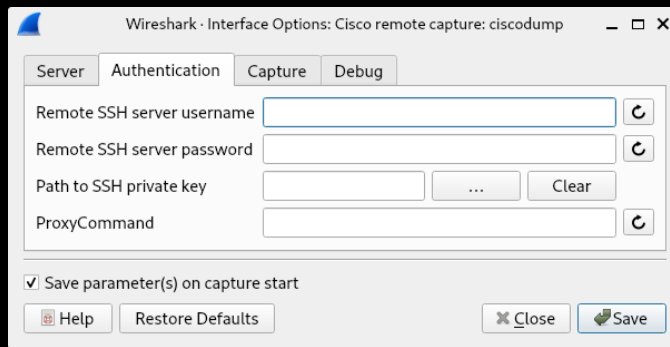 Wireshark · Interface Options: Cisco remote capture: ciscodump
Server Authentication Capture Debug
Remote SSH server username
Remote SSH server password
Path to SSH private key ... Clear
ProxyCommand
Save parameter(s) on capture start
Help Restore Defaults Close Save